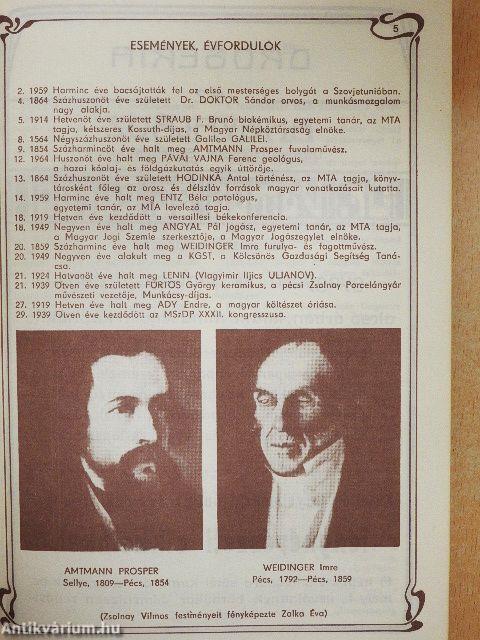 5
ESEMÉNYEK, ÉVFORDULÓK
2. 1959 Harminc éve bocsájtották fel az első mesterséges bolygót a Szovjetunióban.
4. 1864 Százhuszonöt éve született Dr. DOKTOR Sándor orvos, a munkásmozgalom
nagy alakja.
5. 1914 Hetvenöt éve született STRAUB F. Brunó biokémikus, egyetemi tanár, az MTA
tagja, kétszeres Kossuth-díjas, a Magyar Népköztársaság elnöke.
8. 1564 Négyszázhuszonöt éve született Galileo GALILEI.
9. 1854 Százharmincöt éve halt meg AMTMANN Prosper fuvolaművész.
12. 1964 Huszonöt éve halt meg PÁVAI VAJNA Ferenc geológus,
a hazai kőolaj- és földgázkutatás egyik úttörője.
13. 1864 Százhuszonöt éve született HODINKA Antal történész, az MTA tagja, könyv-
tárosként főleg az orosz és délszláv források magyar vonatkozásait kutatta.
14. 1959 Harminc éve halt meg ENTZ Béla patológus,
egyetemi tanár, az MTA levelező tagja.
18. 1919 Hetven éve kezdődött a versaillesi békekonferencia.
18. 1949 Negyven éve halt meg ANGYAL Pál jogász, egyetemi tanár, az MTA tagja,
a Magyar Jogi Szemle szerkesztője, a Magyar Jogászegylet elnöke.
20. 1859 Százharminc éve halt meg WEIDINGER Imre furulya- és fagottművész.
20. 1949 Negyven éve alakult meg a KGST, a Kölcsönös Gazdasági Segítség Taná-
csa.
21. 1924 Hatvanöt éve halt meg LENIN (Vlagyimir Iljics ULJANOV).
21. 1939 Ötven éve született FÜRTÖS György keramikus, a pécsi Zsolnay Porcelángyár
művészeti vezetője, Munkácsy-díjas.
27. 1919 Hetven éve halt meg ADY Endre, a magyar költészet óriása.
29. 1939 Ötven éve kezdődött az MSzDP XXXII. kongresszusa.
AMTMANN PROSPER
Sellye, 1809—Pécs, 1854
WEIDINGER Imre
Pécs, 1792—Pécs, 1859
(Zsolnay Vilmos festményeit fényképezte Zalka Éva)
Antikvárium.hu